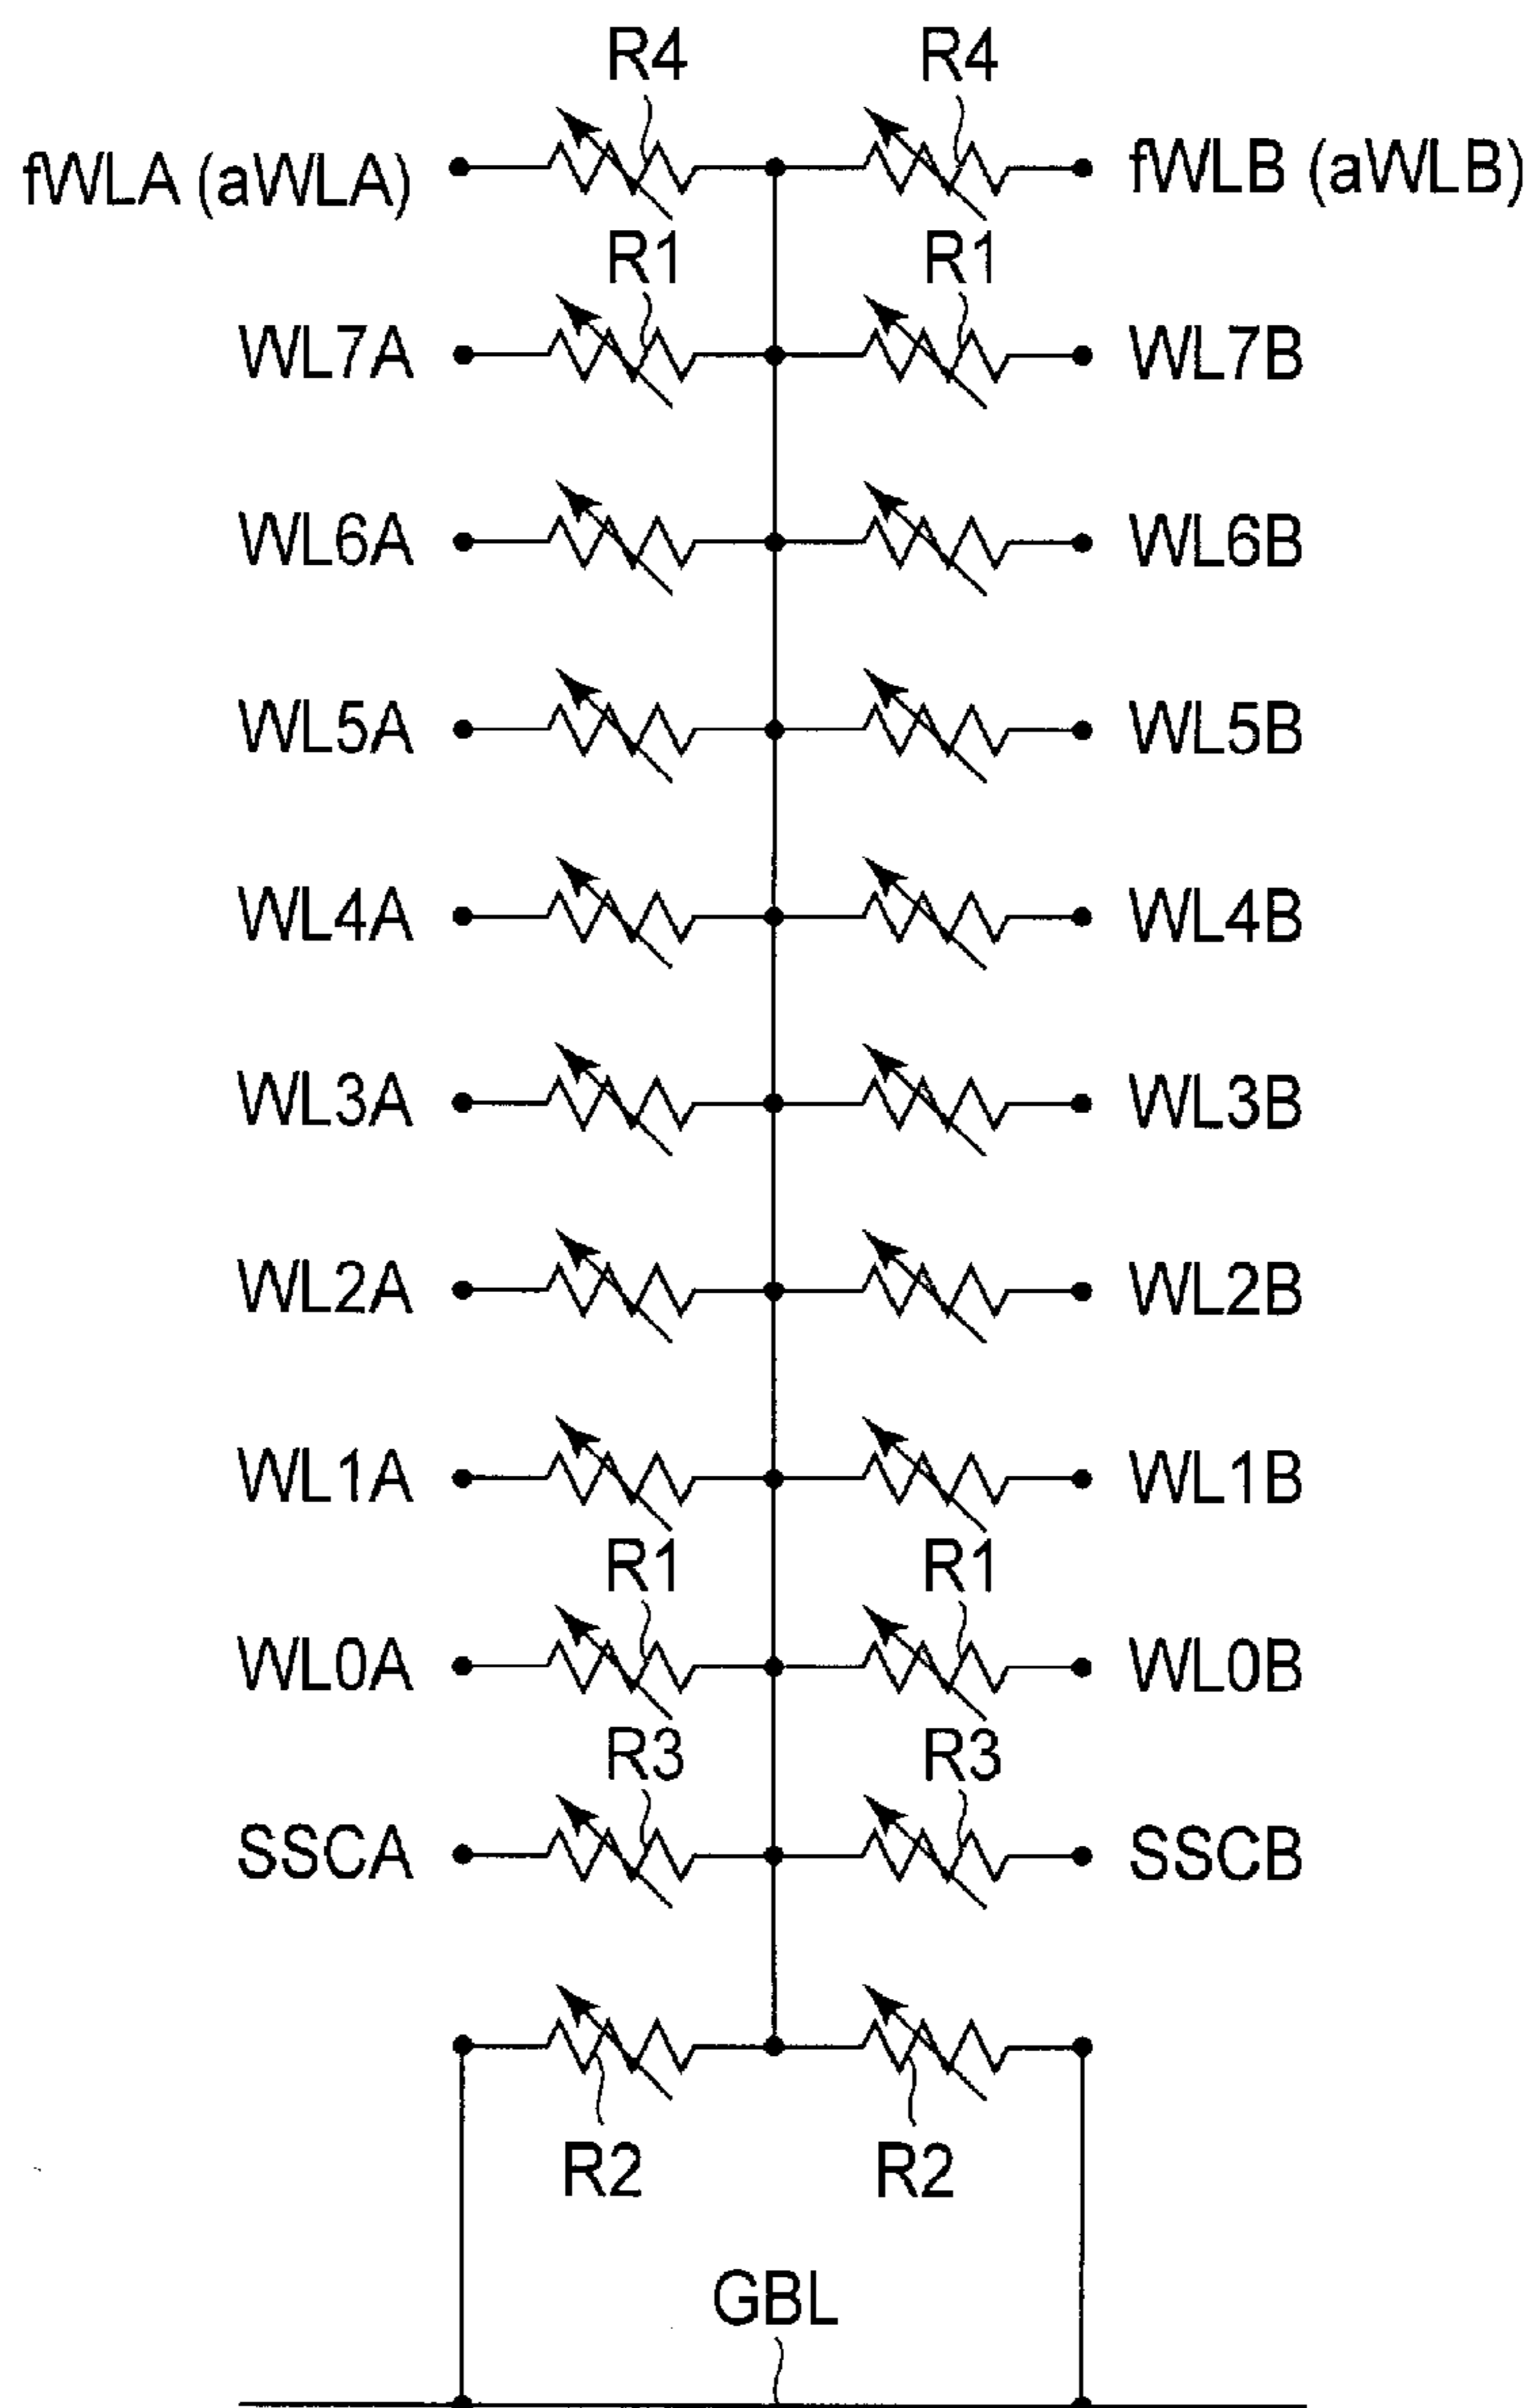 R4 R4
fWLA (aWLA) fWLB (aWLB)
R1 R1
WL7A WL7B
WL6A WL6B
WL5A WL5B
WL4A WL4B
WL3A WL3B
WL2A WL2B
WL1A WL1B
R1 R1
WL0A WL0B
R3 R3
SSCA SSCB
R2 R2
GBL